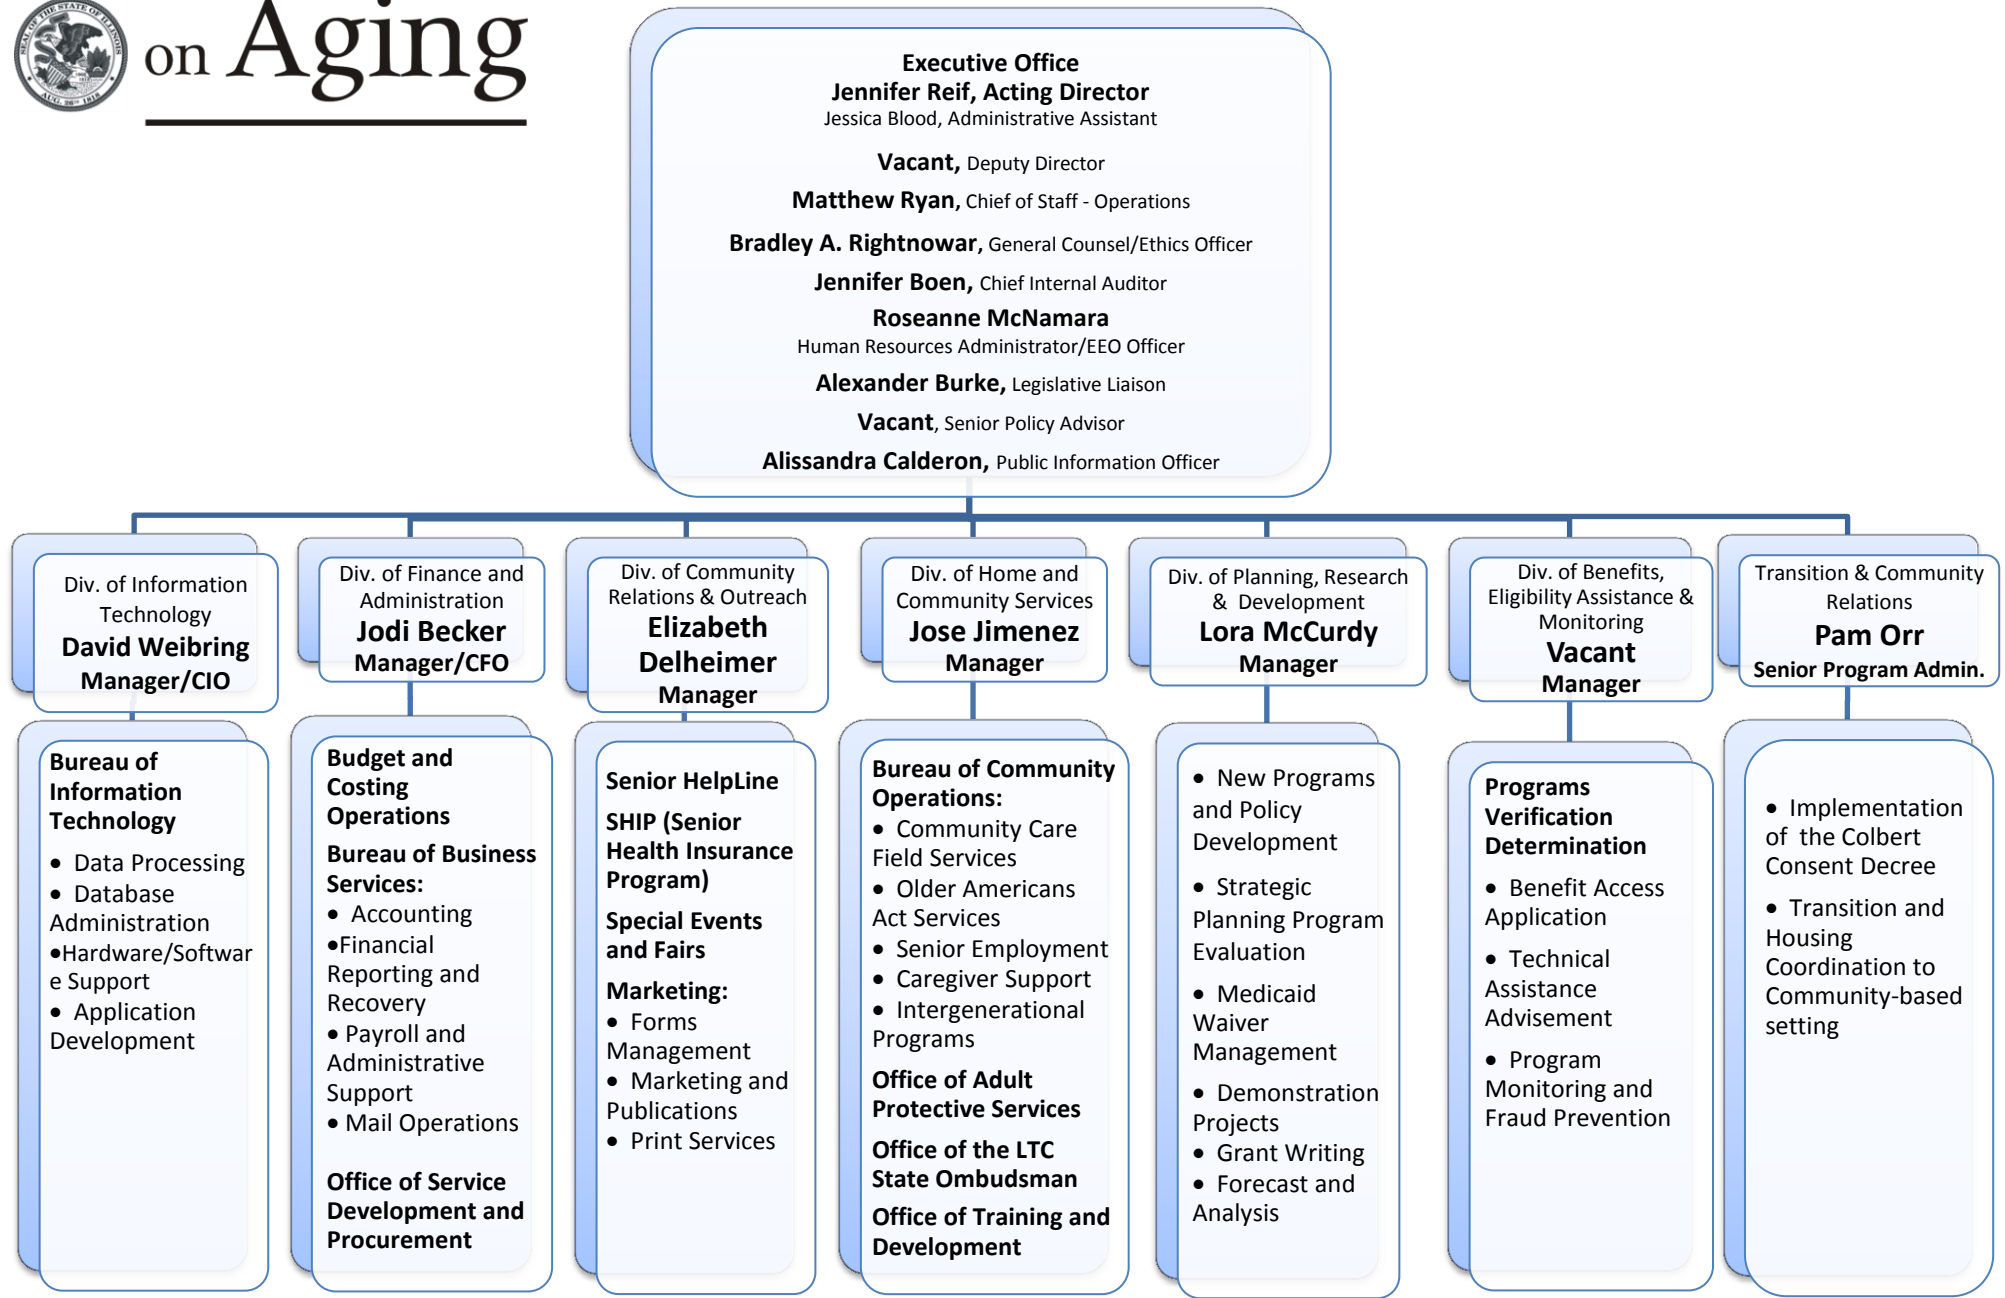 SEAL OF THE STATE OF ILLINOIS
AUG. 26TH 1818
on Aging
Executive Office
Jennifer Reif, Acting Director
Jessica Blood, Administrative Assistant
Vacant, Deputy Director
Matthew Ryan, Chief of Staff - Operations
Bradley A. Rightnowar, General Counsel/Ethics Officer
Jennifer Boen, Chief Internal Auditor
Roseanne McNamara
Human Resources Administrator/EEO Officer
Alexander Burke, Legislative Liaison
Vacant, Senior Policy Advisor
Alissandra Calderon, Public Information Officer
Div. of Information
Technology
David Weibring
Manager/CIO
Div. of Finance and
Administration
Jodi Becker
Manager/CFO
Div. of Community
Relations & Outreach
Elizabeth
Delheimer
Manager
Div. of Home and
Community Services
Jose Jimenez
Manager
Div. of Planning, Research
& Development
Lora McCurdy
Manager
Div. of Benefits,
Eligibility Assistance &
Monitoring
Vacant
Manager
Transition & Community
Relations
Pam Orr
Senior Program Admin.
Bureau of
Information
Technology
• Data Processing
• Database
Administration
•Hardware/Softwar
e Support
• Application
Development
Budget and
Costing
Operations
Bureau of Business
Services:
• Accounting
•Financial
Reporting and
Recovery
• Payroll and
Administrative
Support
• Mail Operations
Office of Service
Development and
Procurement
Senior HelpLine
SHIP (Senior
Health Insurance
Program)
Special Events
and Fairs
Marketing:
• Forms
Management
• Marketing and
Publications
• Print Services
Bureau of Community
Operations:
• Community Care
Field Services
• Older Americans
Act Services
• Senior Employment
• Caregiver Support
• Intergenerational
Programs
Office of Adult
Protective Services
Office of the LTC
State Ombudsman
Office of Training and
Development
• New Programs
and Policy
Development
• Strategic
Planning Program
Evaluation
• Medicaid
Waiver
Management
• Demonstration
Projects
• Grant Writing
• Forecast and
Analysis
Programs
Verification
Determination
• Benefit Access
Application
• Technical
Assistance
Advisement
• Program
Monitoring and
Fraud Prevention
• Implementation
of the Colbert
Consent Decree
• Transition and
Housing
Coordination to
Community-based
setting